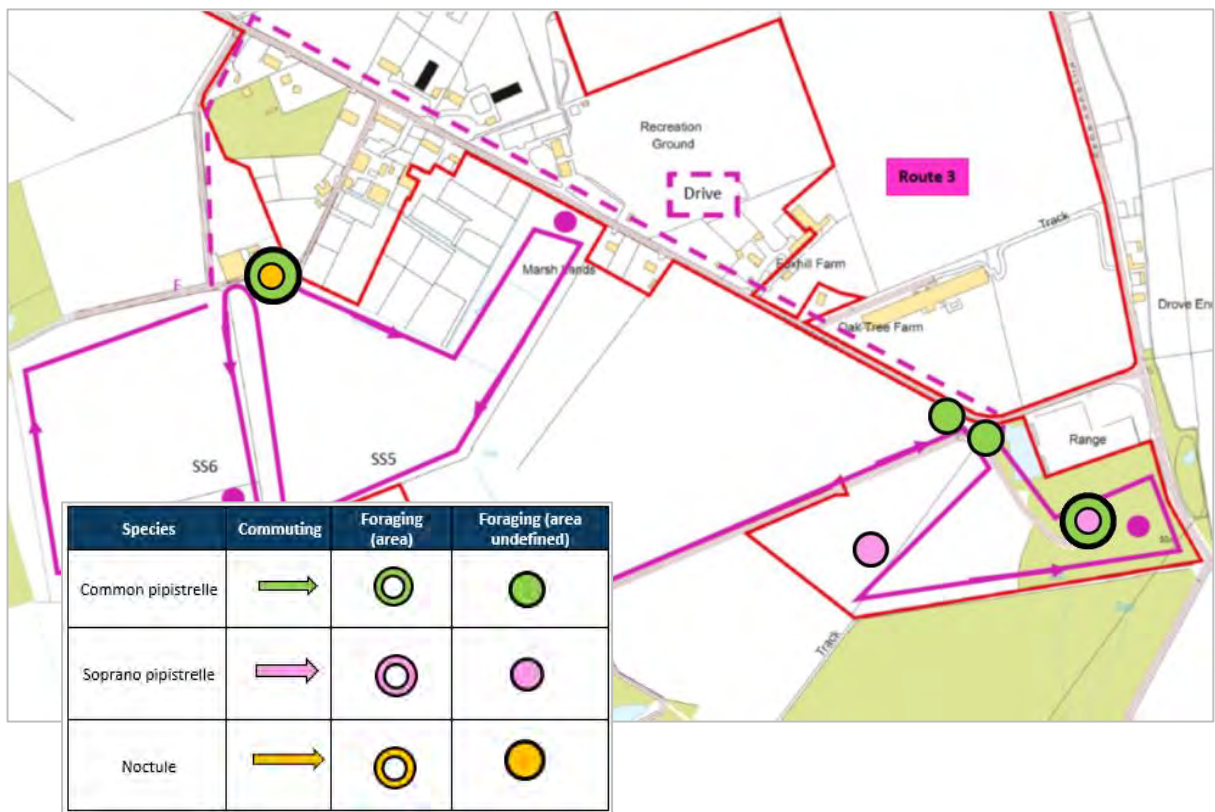 Recreation
Ground
Route 3
Drive
Track
Marsh Lands
Foxhill Farm
Oak Tree Farm
Drove End
Range
SS6
SS5
Track
Species
Commuting
Foraging
(area)
Foraging (area
undefined)
Common pipistrelle
Soprano pipistrelle
Noctule